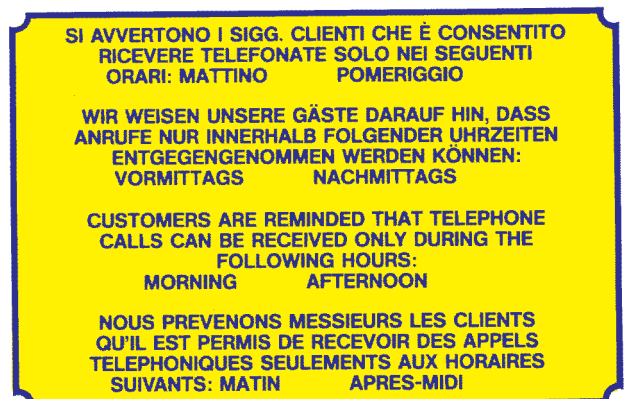 SI AVVERTONO I SIGG. CLIENTI CHE È CONSENTITO
RICEVERE TELEFONATE SOLO NEI SEGUENTI
ORARI: MATTINO POMERIGGIO
WIR WEISEN UNSERE GÄSTE DARAUF HIN, DASS
ANRUFE NUR INNERHALB FOLGENDER UHRZEITEN
ENTGEGENGENOMMEN WERDEN KÖNNEN:
VORMITTAGS NACHMITTAGS
CUSTOMERS ARE REMINDED THAT TELEPHONE
CALLS CAN BE RECEIVED ONLY DURING THE
FOLLOWING HOURS:
MORNING AFTERNOON
NOUS PREVENONS MESSIEURS LES CLIENTS
QU'IL EST PERMIS DE RECEVOIR DES APPELS
TELEPHONIQUES SEULEMENTS AUX HORAIRES
SUIVANTS: MATIN APRES-MIDI